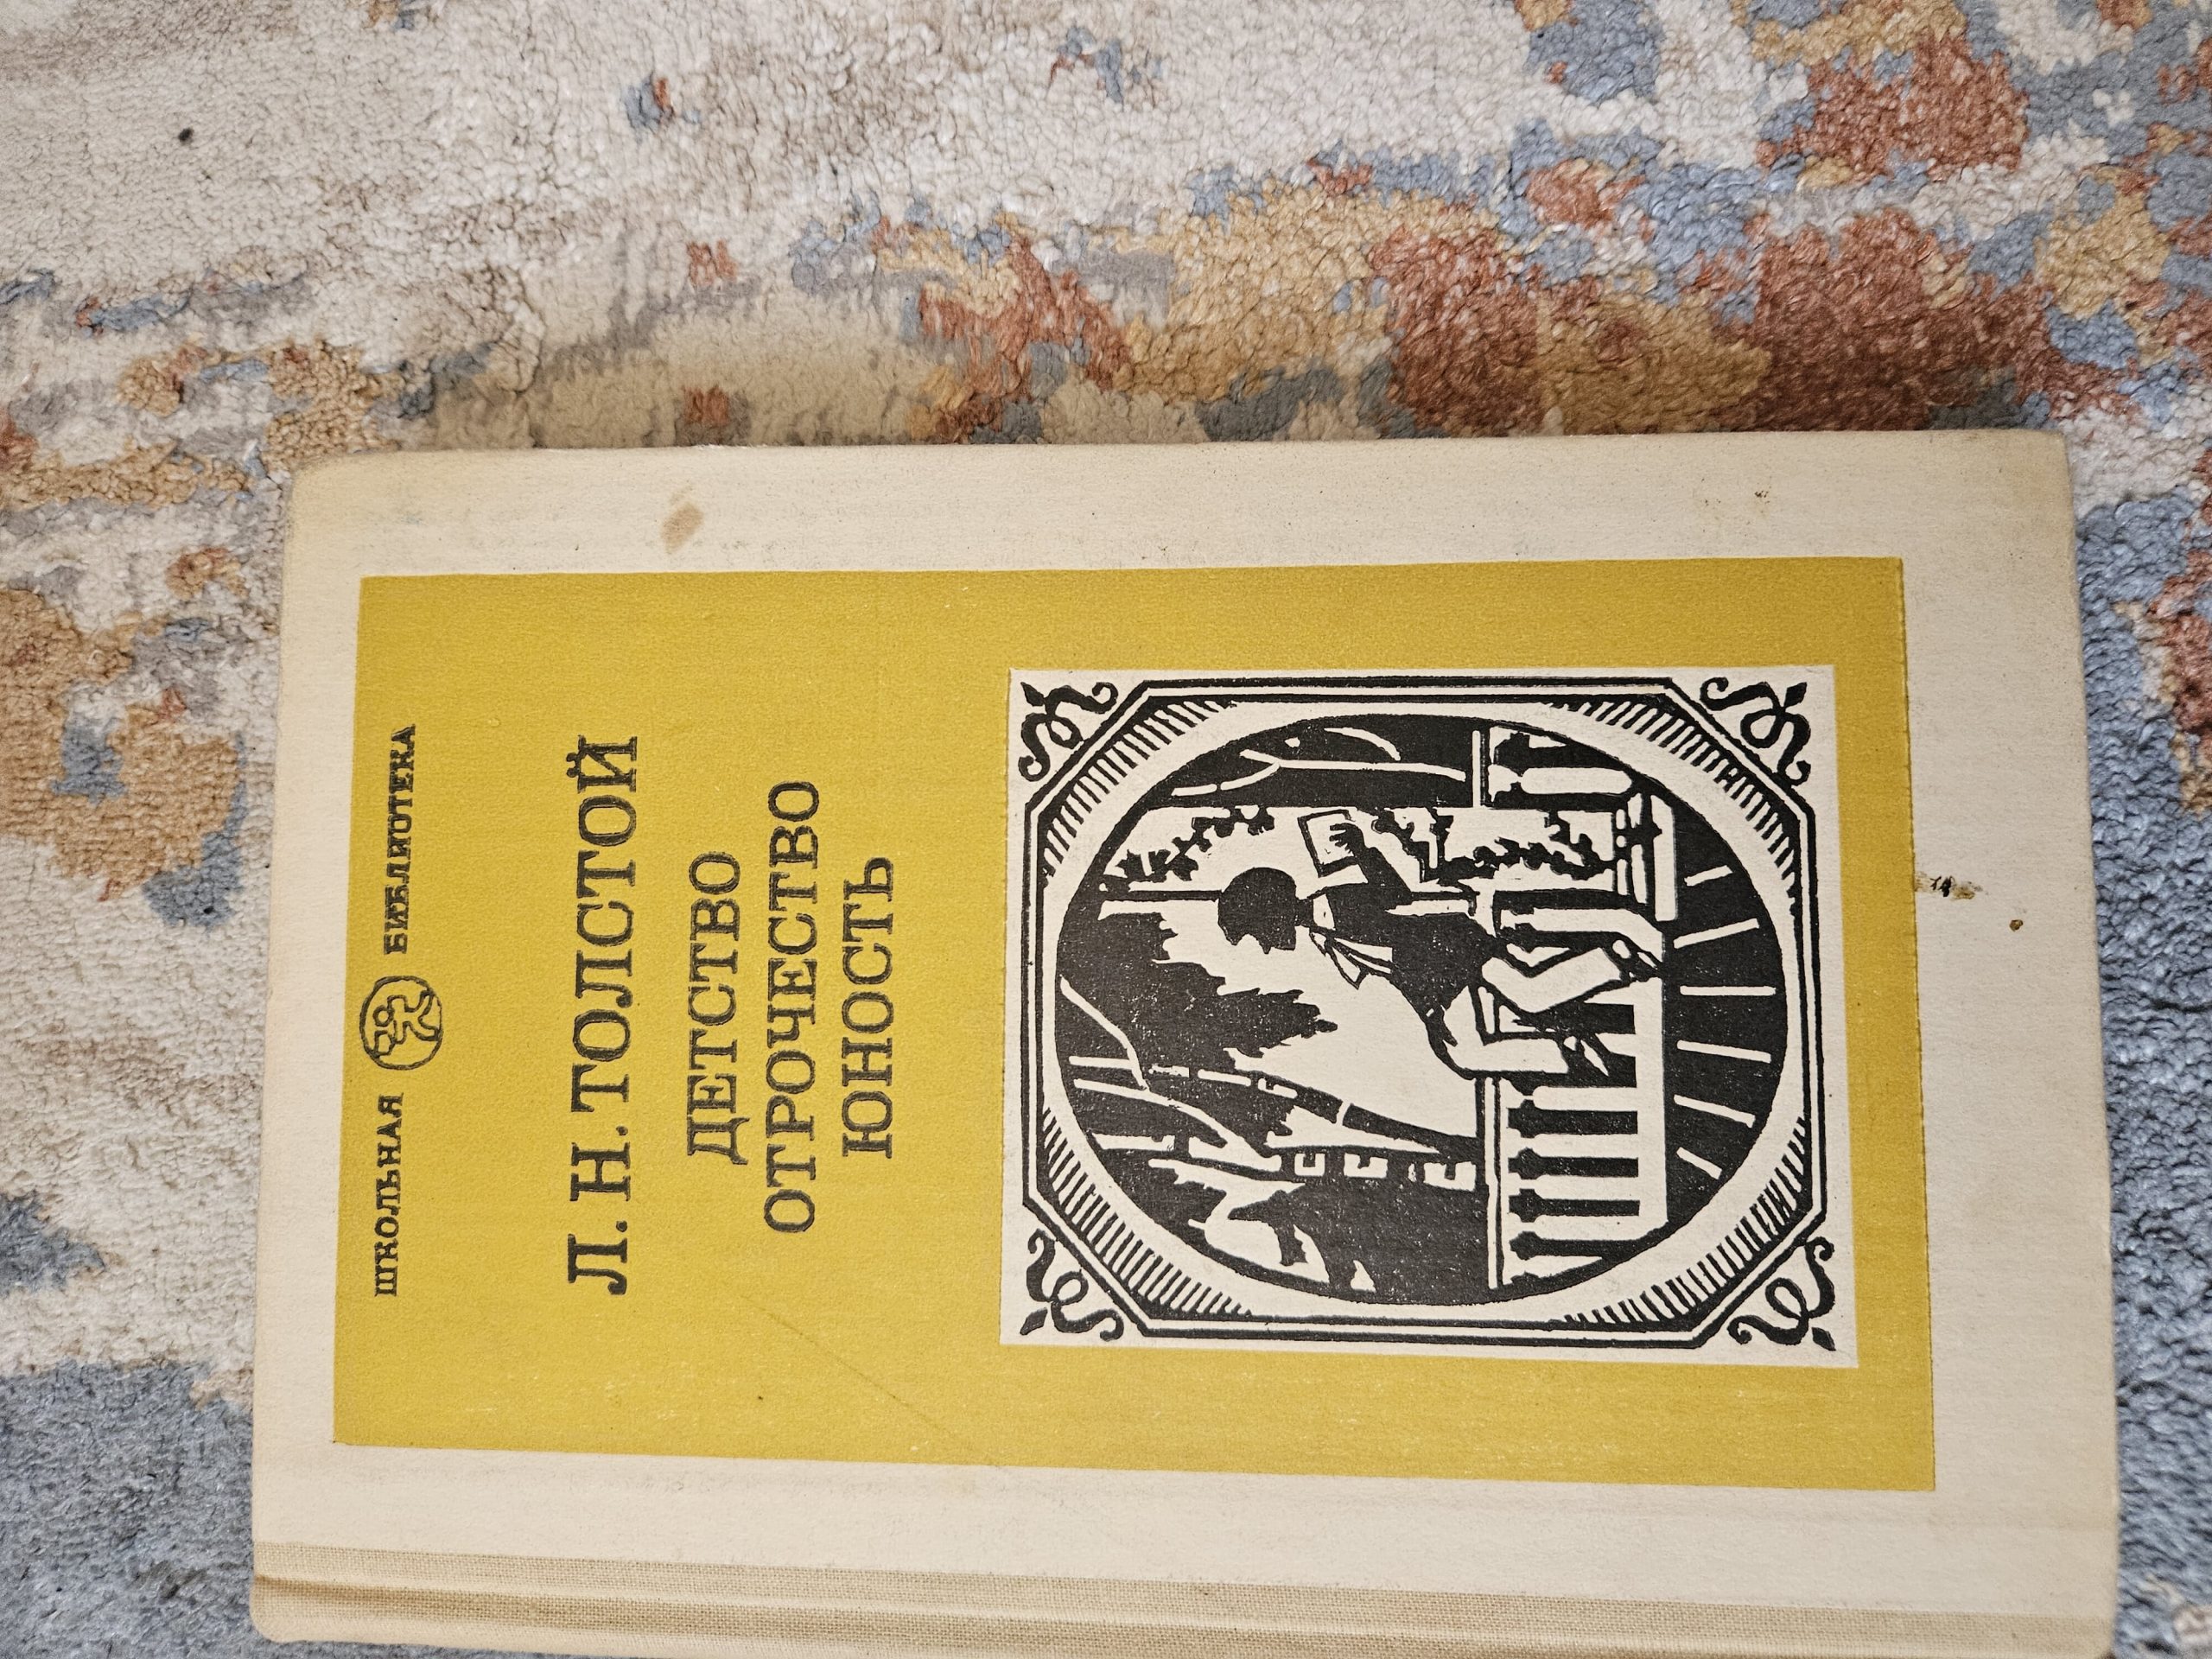 ШКОЛЬНАЯ БИБЛИОТЕКА
Л. Н. ТОЛСТОЙ
ДЕТСТВО
ОТРОЧЕСТВО
ЮНОСТЬ